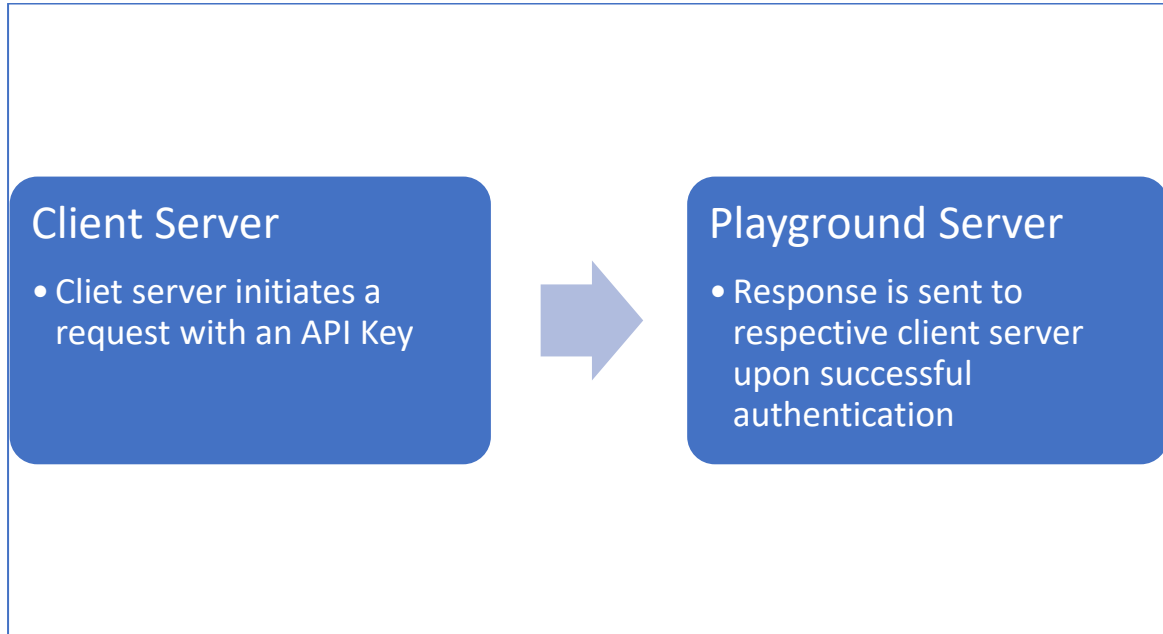 Client Server
• Cliet server initiates a
request with an API Key
Playground Server
• Response is sent to
respective client server
upon successful
authentication